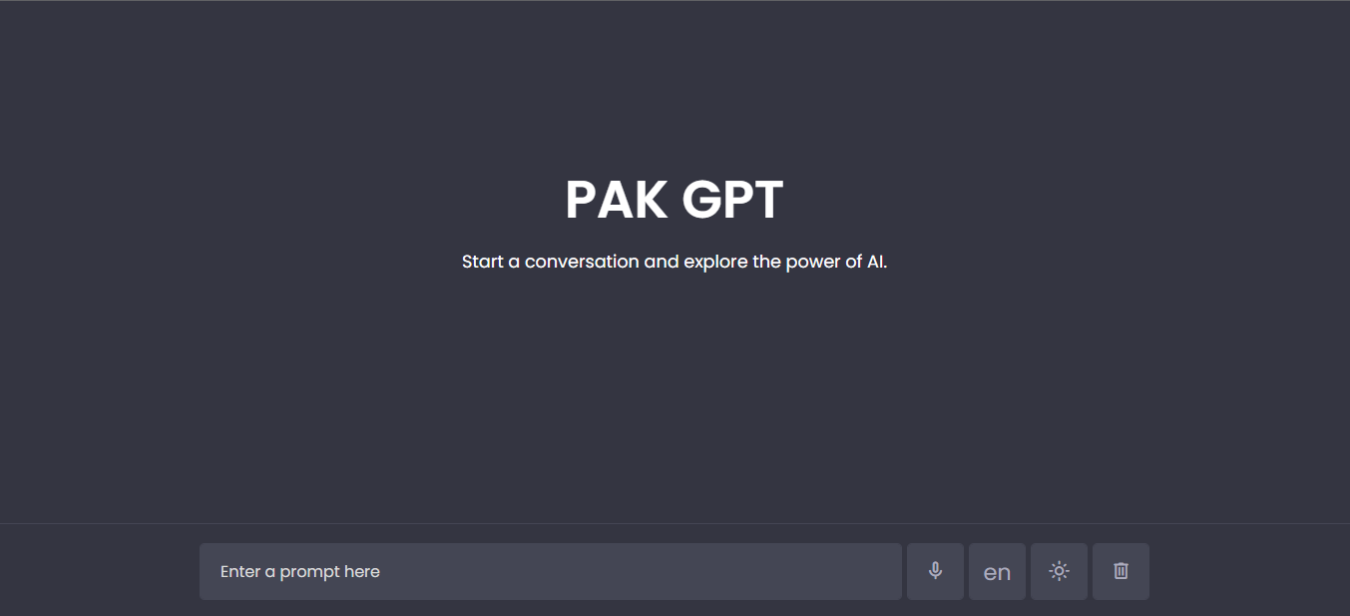 PAK GPT
Start a conversation and explore the power of AI.
Enter a prompt here
en